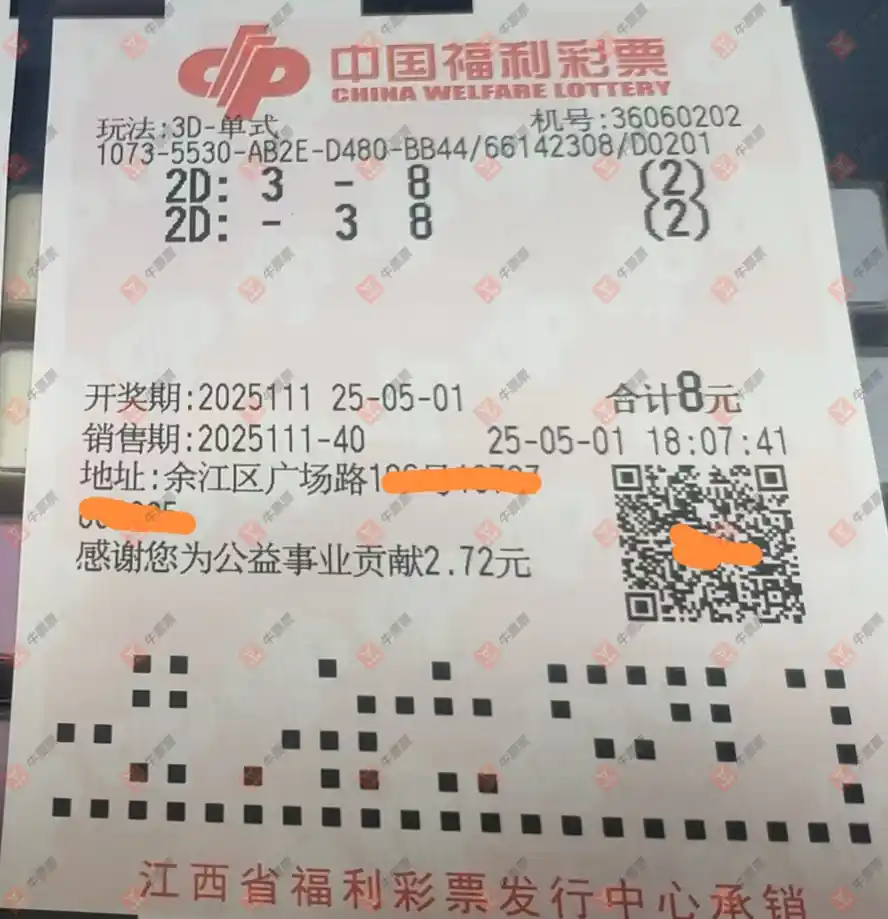 中国福利彩票
CHINA WELFARE LOTTERY
玩法:3D-单式 机号:36060202
1073-5530-AB2E-D480-BB44/66142308/D0201
2D: 3 - 8 (2)
2D: - 3 8 (2)
开奖期:2025111 25-05-01 合计8元
销售期:2025111-40 25-05-01 18:07:41
地址:余江区广场路1
感谢您为公益事业贡献2.72元
江西省福利彩票发行中心承销
牛票票